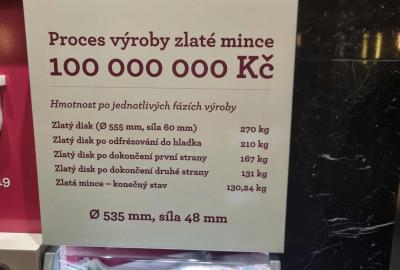 Proces výroby zlaté mince
100 000 000 Kč
Hmotnost po jednotlivých fázích výroby
Zlatý disk (Ø 555 mm, síla 60 mm) 270 kg
Zlatý disk po odfrézování do hladka 210 kg
Zlatý disk po dokončení první strany 167 kg
Zlatý disk po dokončení druhé strany 131 kg
Zlatá mince – konečný stav 130,24 kg
Ø 535 mm, síla 48 mm